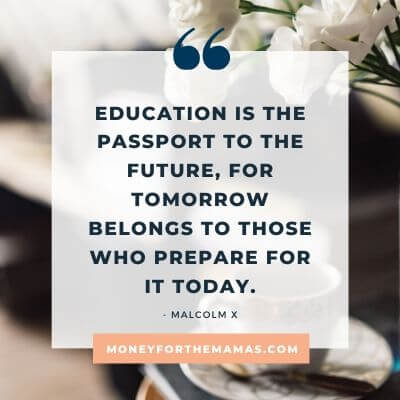 “
EDUCATION IS THE
PASSPORT TO THE
FUTURE, FOR
TOMORROW
BELONGS TO THOSE
WHO PREPARE FOR
IT TODAY.
- MALCOLM X
MONEYFORTHEMAMAS.COM